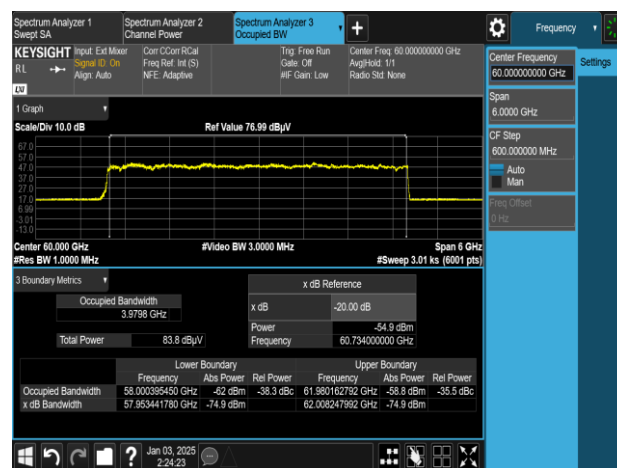 Spectrum Analyzer 1
Swept SA
Spectrum Analyzer 2
Channel Power
Spectrum Analyzer 3
Occupied BW
+
Frequency
KEYSIGHT
RL
LXI
Input: Ext Mixer
Signal ID: On
Align: Auto
Corr CCorr RCal
Freq Ref: Int (S)
NFE: Adaptive
Trig: Free Run
Gate: Off
#IF Gain: Low
Center Freq: 60.000000000 GHz
Avg|Hold: 1/1
Radio Std: None
Center Frequency
60.000000000 GHz
Settings
Span
6.0000 GHz
CF Step
600.000000 MHz
Auto
Man
Freq Offset
0 Hz
1 Graph
Scale/Div 10.0 dB
Ref Value 76.99 dBµV
67.0
57.0
47.0
37.0
27.0
17.0
6.99
-3.01
-13.0
Center 60.000 GHz
#Video BW 3.0000 MHz
Span 6 GHz
#Res BW 1.0000 MHz
#Sweep 3.01 ks (6001 pts)
3 Boundary Metrics
Occupied Bandwidth
3.9798 GHz
Total Power 83.8 dBµV
x dB Reference
x dB -20.00 dB
Power -54.9 dBm
Frequency 60.734000000 GHz
Lower Boundary Upper Boundary
Frequency Abs Power Rel Power Frequency Abs Power Rel Power
Occupied Bandwidth 58.000395450 GHz -62 dBm -38.3 dBc 61.980162792 GHz -58.8 dBm -35.5 dBc
x dB Bandwidth 57.953441780 GHz -74.9 dBm 62.008247992 GHz -74.9 dBm
?
Jan 03, 2025
2:24:23